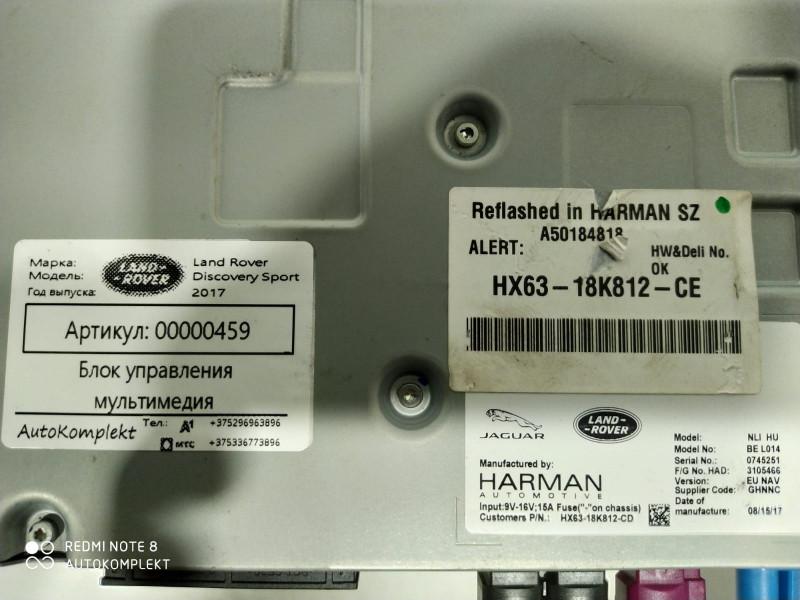 Reflashed in HARMAN SZ
A50184818
ALERT:
HW&Deli No.
OK
HX63-18K812-CE
Марка: Land Rover
Модель: Discovery Sport
Год выпуска: 2017
LAND-
ROVER
Артикул: 00000459
Блок управления
мультимедия
AutoKomplekt
Тел.: A1 +375296963896
МТС +375336773896
JAGUAR
LAND-
ROVER
Manufactured by:
HARMAN
AUTOMOTIVE
Input:9V-16V;15A Fuse("-"on chassis)
Customers P/N.: HX63-18K812-CD
Model: NLI HU
Model No: BE L014
Serial No.: 0745251
F/G No. HAD: 3105466
Version: EU NAV
Supplier Code: GHNNC
Date of
manufacture: 08/15/17
REDMI NOTE 8
AUTOKOMPLEKT